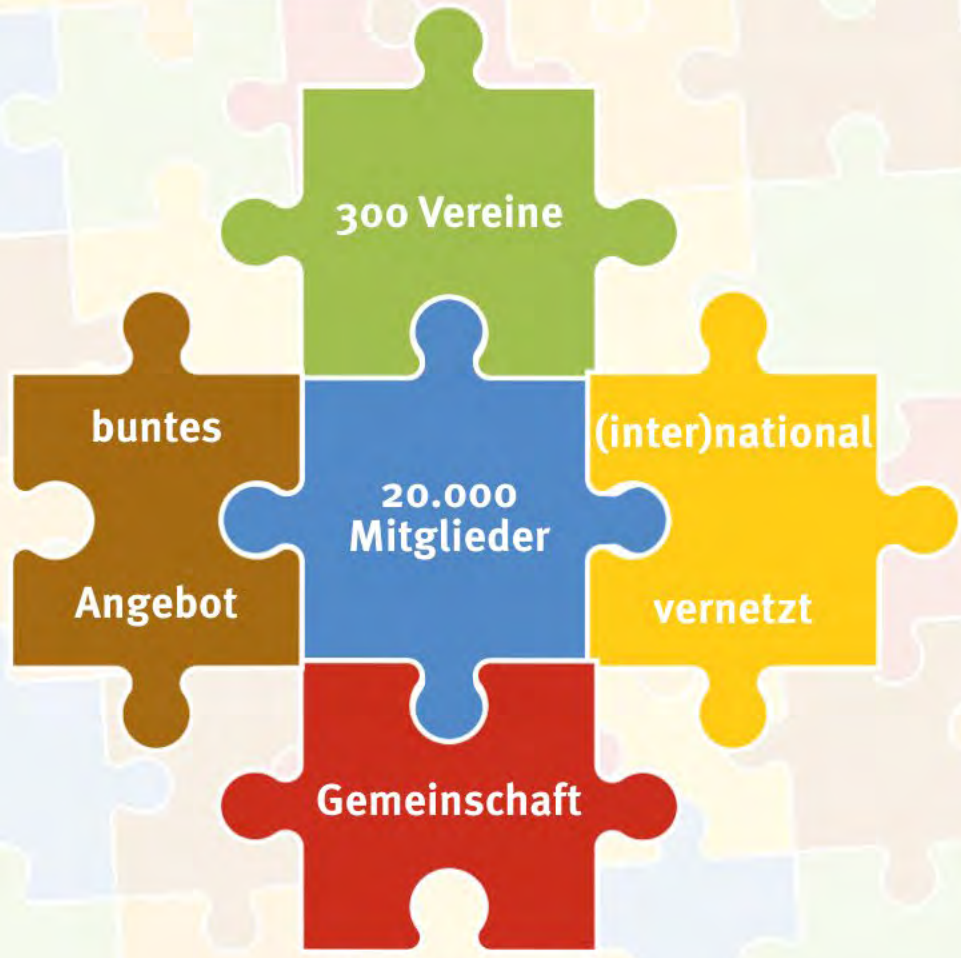 300 Vereine
buntes
Angebot
20.000
Mitglieder
(inter)national
vernetzt
Gemeinschaft